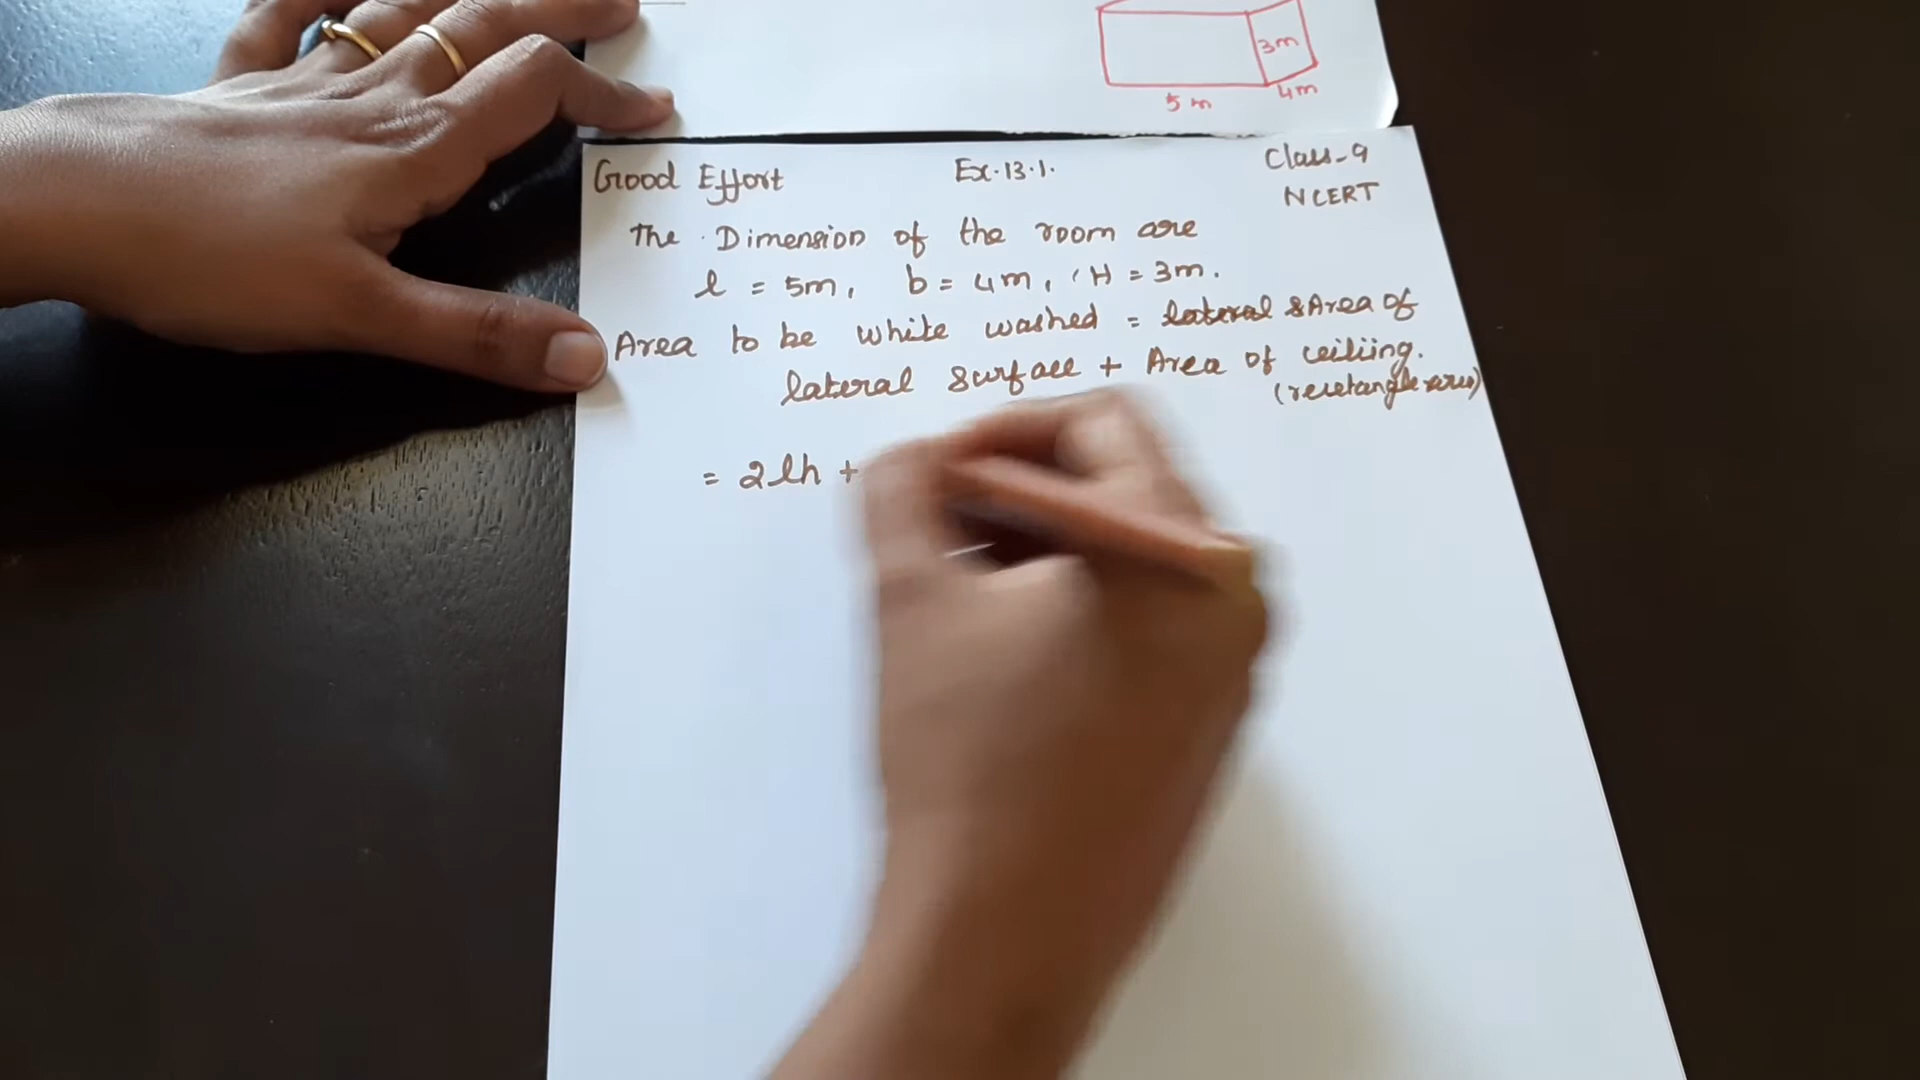 3m
5 m 4m
Good Effort Ex.13.1. Class-9
NCERT
The Dimension of the room are
l = 5m, b = 4m, H = 3m.
Area to be white washed = lateral & Area of
lateral surface + Area of ceiliing.
= 2lh +